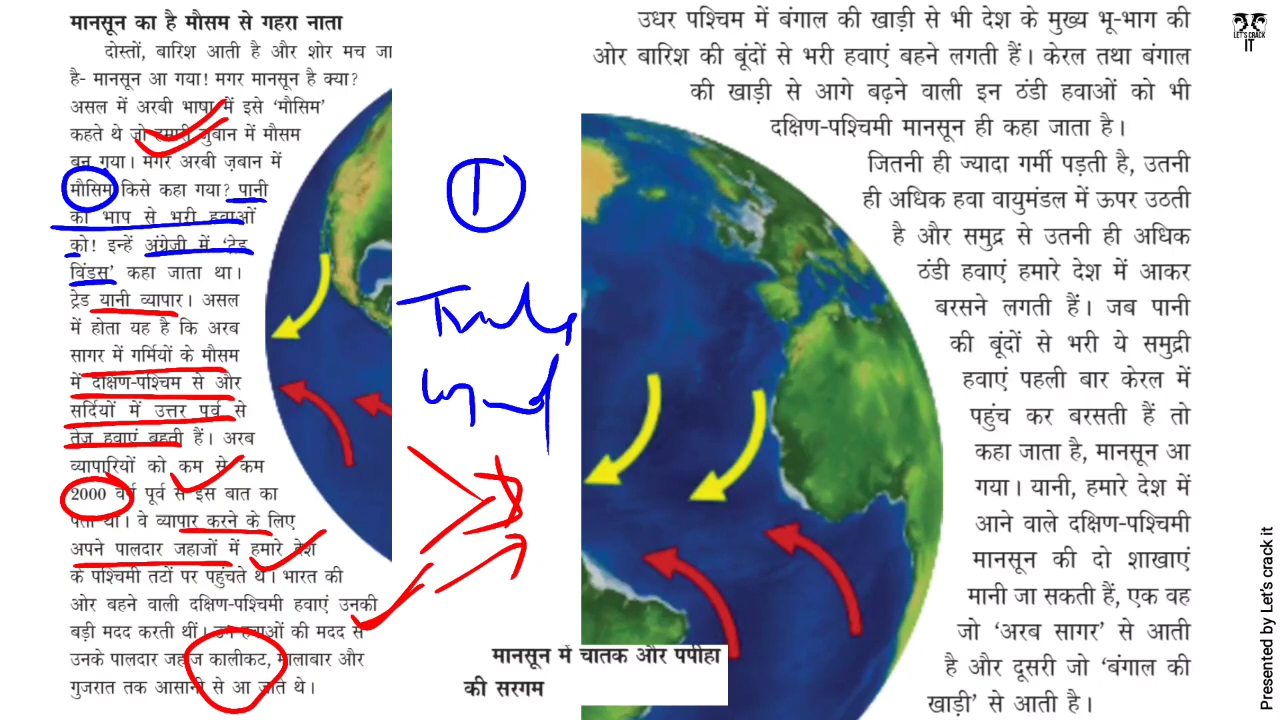 मानसून का है मौसम से गहरा नाता
दोस्तों, बारिश आती है और शोर मच जा
है- मानसून आ गया! मगर मानसून है क्या?
असल में अरबी भाषा में इसे ‘मौसिम’
कहते थे जो हमारी ज़ुबान में मौसम
बन गया। मगर अरबी ज़बान में
मौसिम किसे कहा गया? पानी
की भाप से भरी हवाओं
को! इन्हें अंग्रेजी में ‘ट्रेड
विंड्स’ कहा जाता था।
ट्रेड यानी व्यापार। असल
में होता यह है कि अरब
सागर में गर्मियों के मौसम
में दक्षिण-पश्चिम से और
सर्दियों में उत्तर पूर्व से
तेज हवाएं बहती हैं। अरब
व्यापारियों को कम से कम
2000 वर्ष पूर्व से इस बात का
पता था। वे व्यापार करने के लिए
अपने पालदार जहाजों में हमारे देश
के पश्चिमी तटों पर पहुंचते थे। भारत की
ओर बहने वाली दक्षिण-पश्चिमी हवाएं उनकी
बड़ी मदद करती थीं। हवाओं की मदद से
उनके पालदार जहाज कालीकट, मालाबार और
गुजरात तक आसानी से आ जाते थे।
1
Trade
wind
मानसून में चातक और पपीहा
की सरगम
उधर पश्चिम में बंगाल की खाड़ी से भी देश के मुख्य भू-भाग की
ओर बारिश की बूंदों से भरी हवाएं बहने लगती हैं। केरल तथा बंगाल
की खाड़ी से आगे बढ़ने वाली इन ठंडी हवाओं को भी
दक्षिण-पश्चिमी मानसून ही कहा जाता है।
जितनी ही ज्यादा गर्मी पड़ती है, उतनी
ही अधिक हवा वायुमंडल में ऊपर उठती
है और समुद्र से उतनी ही अधिक
ठंडी हवाएं हमारे देश में आकर
बरसने लगती हैं। जब पानी
की बूंदों से भरी ये समुद्री
हवाएं पहली बार केरल में
पहुंच कर बरसती हैं तो
कहा जाता है, मानसून आ
गया। यानी, हमारे देश में
आने वाले दक्षिण-पश्चिमी
मानसून की दो शाखाएं
मानी जा सकती हैं, एक वह
जो ‘अरब सागर’ से आती
है और दूसरी जो ‘बंगाल की
खाड़ी’ से आती है।
LET'S CRACK
IT
Presented by Let's crack it